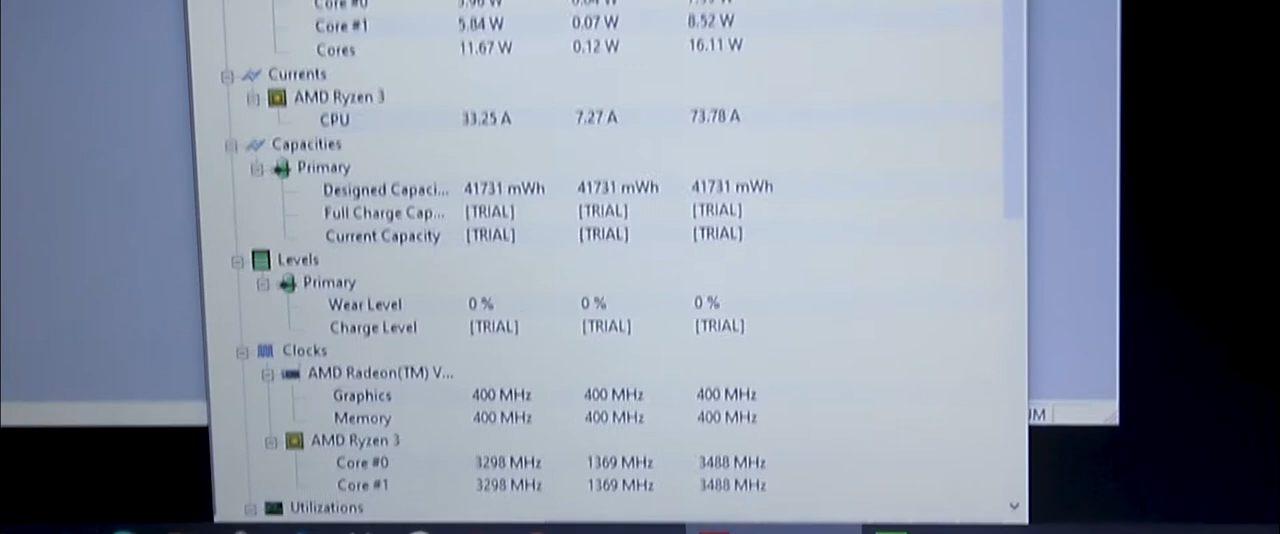 Core #0
Core #1 5.84 W 0.07 W 8.52 W
Cores 11.67 W 0.12 W 16.11 W
Currents
AMD Ryzen 3
CPU 33.25 A 7.27 A 73.78 A
Capacities
Primary
Designed Capaci... 41731 mWh 41731 mWh 41731 mWh
Full Charge Cap... [TRIAL] [TRIAL] [TRIAL]
Current Capacity [TRIAL] [TRIAL] [TRIAL]
Levels
Primary
Wear Level 0 % 0 % 0 %
Charge Level [TRIAL] [TRIAL] [TRIAL]
Clocks
AMD Radeon(TM) V...
Graphics 400 MHz 400 MHz 400 MHz
Memory 400 MHz 400 MHz 400 MHz
AMD Ryzen 3
Core #0 3298 MHz 1369 MHz 3488 MHz
Core #1 3298 MHz 1369 MHz 3488 MHz
Utilizations